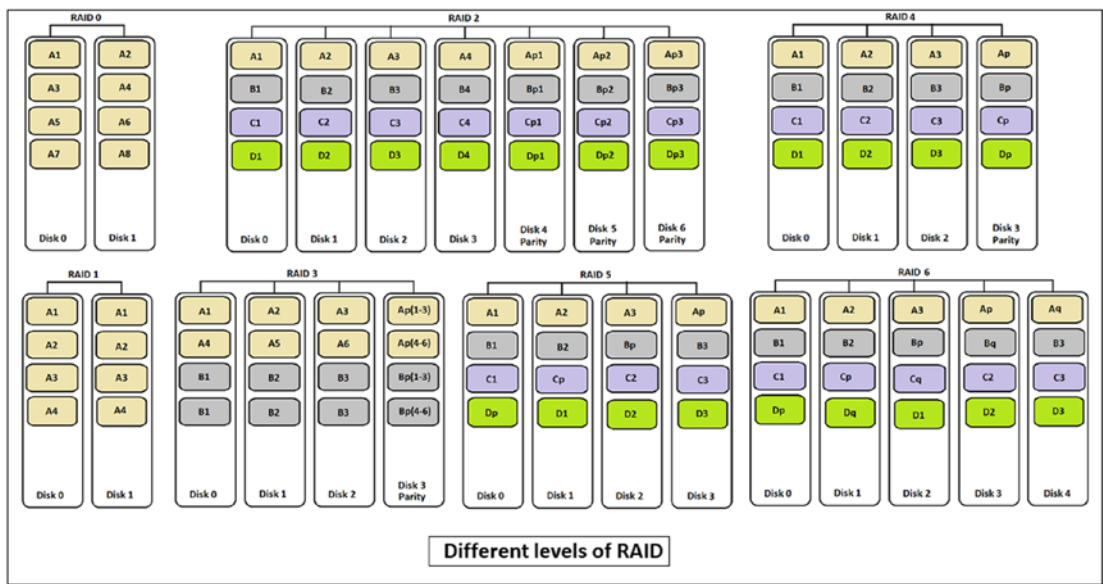 RAID 0
A1 A2
A3 A4
A5 A6
A7 A8
Disk 0 Disk 1
RAID 2
A1 A2 A3 A4 Ap1 Ap2 Ap3
B1 B2 B3 B4 Bp1 Bp2 Bp3
C1 C2 C3 C4 Cp1 Cp2 Cp3
D1 D2 D3 D4 Dp1 Dp2 Dp3
Disk 0 Disk 1 Disk 2 Disk 3 Disk 4 Disk 5 Disk 6
Parity Parity Parity
RAID 4
A1 A2 A3 Ap
B1 B2 B3 Bp
C1 C2 C3 Cp
D1 D2 D3 Dp
Disk 0 Disk 1 Disk 2 Disk 3
Parity
RAID 1
A1 A1
A2 A2
A3 A3
A4 A4
Disk 0 Disk 1
RAID 3
A1 A2 A3 Ap(1-3)
A4 A5 A6 Ap(4-6)
B1 B2 B3 Bp(1-3)
B1 B2 B3 Bp(4-6)
Disk 0 Disk 1 Disk 2 Disk 3
Parity
RAID 5
A1 A2 A3 Ap
B1 B2 Bp B3
C1 Cp C2 C3
Dp D1 D2 D3
Disk 0 Disk 1 Disk 2 Disk 3
RAID 6
A1 A2 A3 Ap Aq
B1 B2 Bp Bq B3
C1 Cp Cq C2 C3
Dp Dq D1 D2 D3
Disk 0 Disk 1 Disk 2 Disk 3 Disk 4
Different levels of RAID